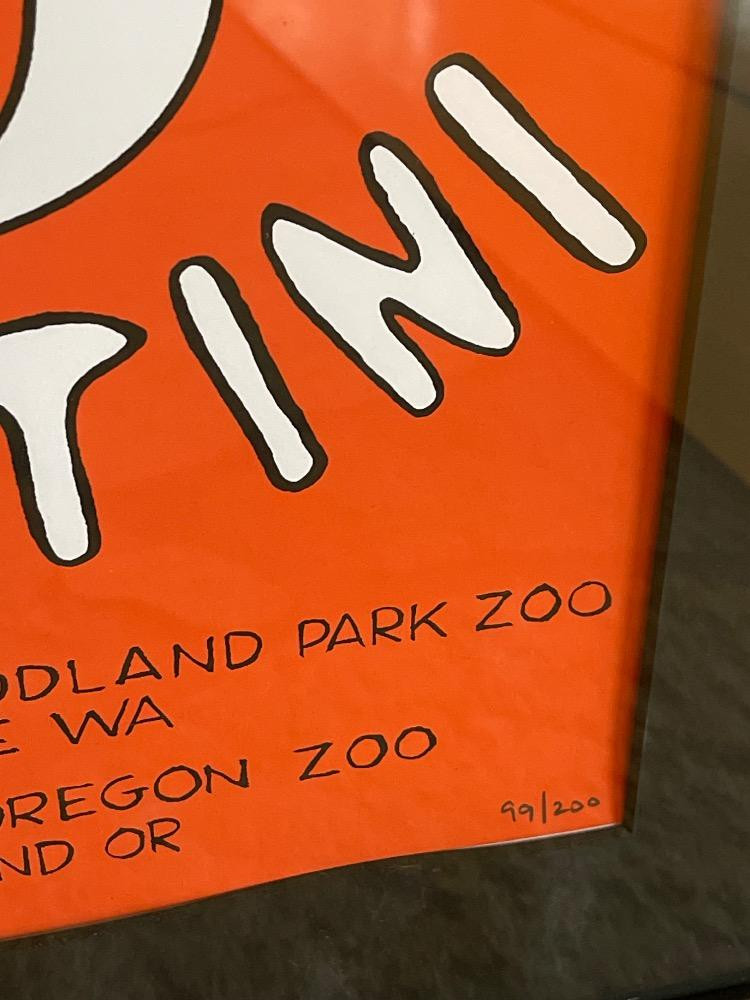 TINI
ODLAND PARK ZOO
E WA
OREGON ZOO
ND OR
99/200